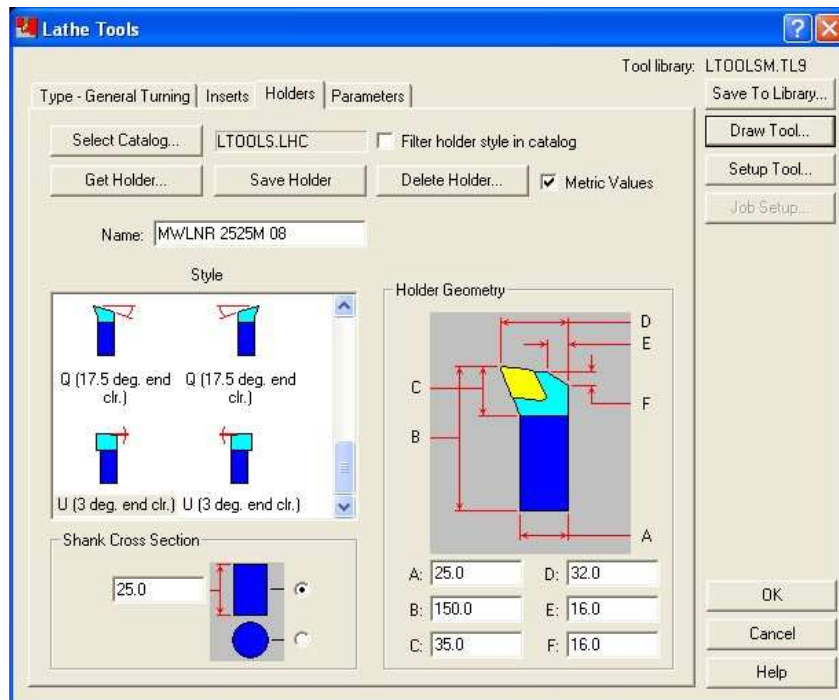 Lathe Tools
Tool library: LTOOLSM.TL9
Type - General Turning Inserts Holders Parameters
Save To Library...
Select Catalog... LTOOLS.LHC Filter holder style in catalog
Draw Tool...
Get Holder... Save Holder Delete Holder... Metric Values
Setup Tool...
Job Setup...
Name: MWLNR 2525M 08
Style
Holder Geometry
D
E
Q (17.5 deg. end clr.) Q (17.5 deg. end clr.)
C
F
B
U (3 deg. end clr.) U (3 deg. end clr.)
A
Shank Cross Section
25.0
A: 25.0 D: 32.0
B: 150.0 E: 16.0
C: 35.0 F: 16.0
OK
Cancel
Help